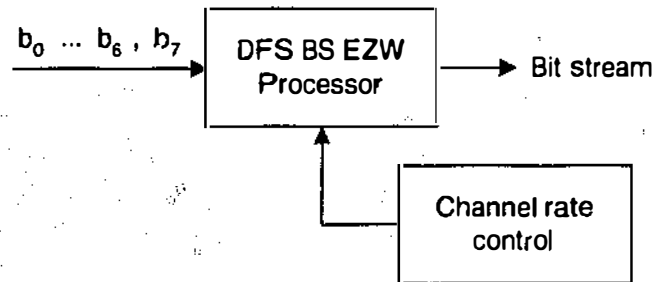 b₀ ... b₆ , b₇
DFS BS EZW
Processor
Bit stream
Channel rate
control